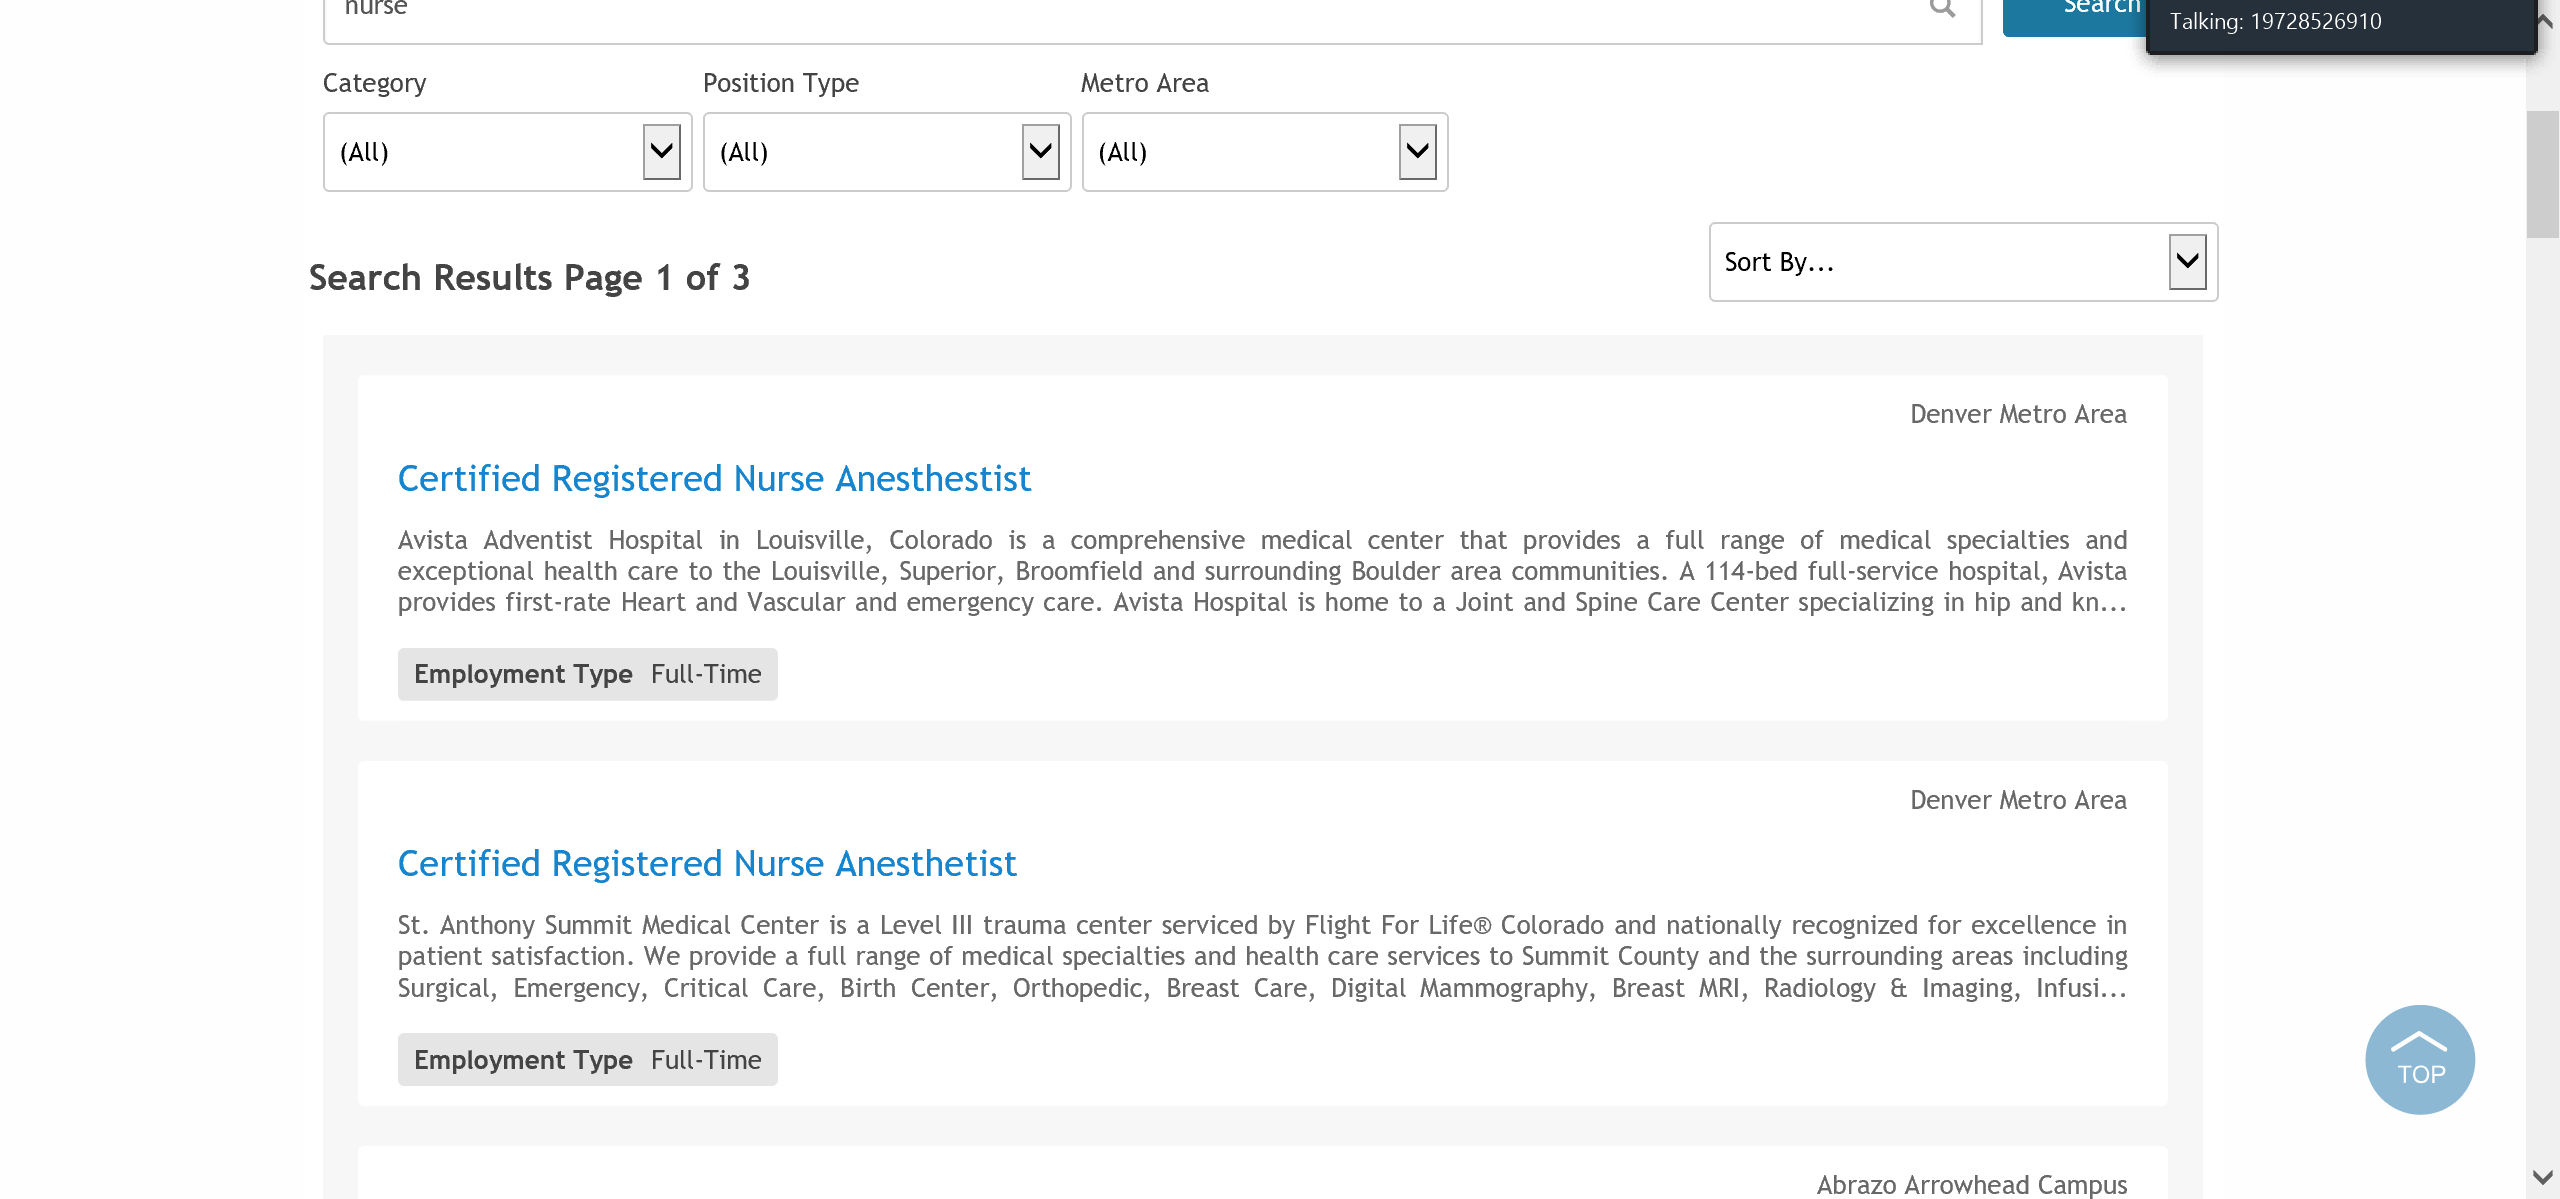 nurse
Search
Talking: 19728526910
Category
Position Type
Metro Area
(All)
(All)
(All)
Sort By...
Search Results Page 1 of 3
Denver Metro Area
Certified Registered Nurse Anesthestist
Avista Adventist Hospital in Louisville, Colorado is a comprehensive medical center that provides a full range of medical specialties and
exceptional health care to the Louisville, Superior, Broomfield and surrounding Boulder area communities. A 114-bed full-service hospital, Avista
provides first-rate Heart and Vascular and emergency care. Avista Hospital is home to a Joint and Spine Care Center specializing in hip and kn...
Employment Type Full-Time
Denver Metro Area
Certified Registered Nurse Anesthetist
St. Anthony Summit Medical Center is a Level III trauma center serviced by Flight For Life® Colorado and nationally recognized for excellence in
patient satisfaction. We provide a full range of medical specialties and health care services to Summit County and the surrounding areas including
Surgical, Emergency, Critical Care, Birth Center, Orthopedic, Breast Care, Digital Mammography, Breast MRI, Radiology & Imaging, Infusi...
Employment Type Full-Time
TOP
Abrazo Arrowhead Campus